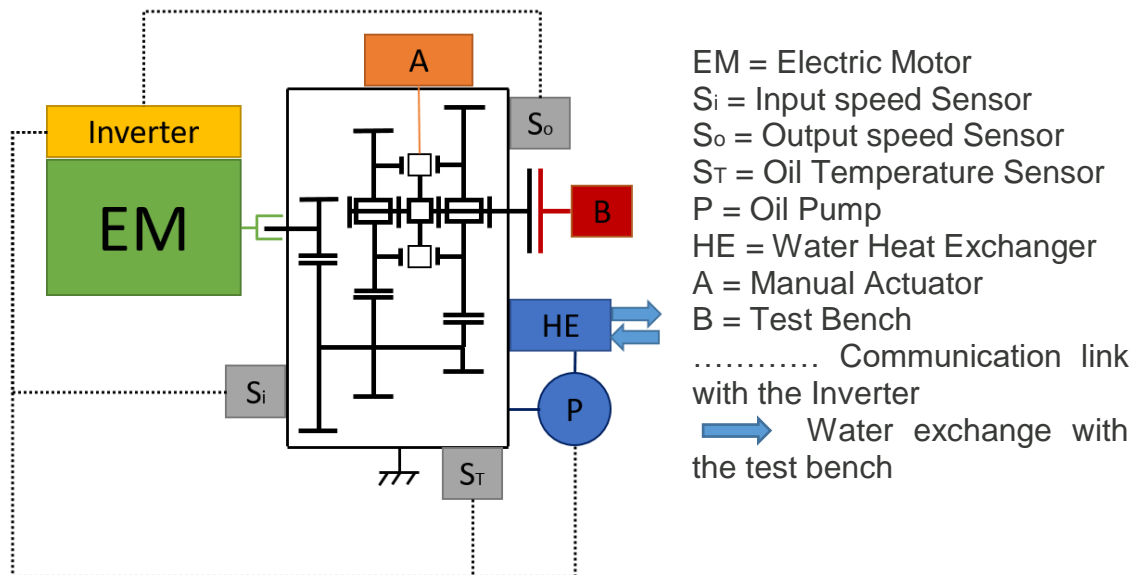 A
Inverter
So
EM
B
HE
Si
P
ST
EM = Electric Motor
Si = Input speed Sensor
So = Output speed Sensor
ST = Oil Temperature Sensor
P = Oil Pump
HE = Water Heat Exchanger
A = Manual Actuator
B = Test Bench
………… Communication link
with the Inverter
Water exchange with
the test bench